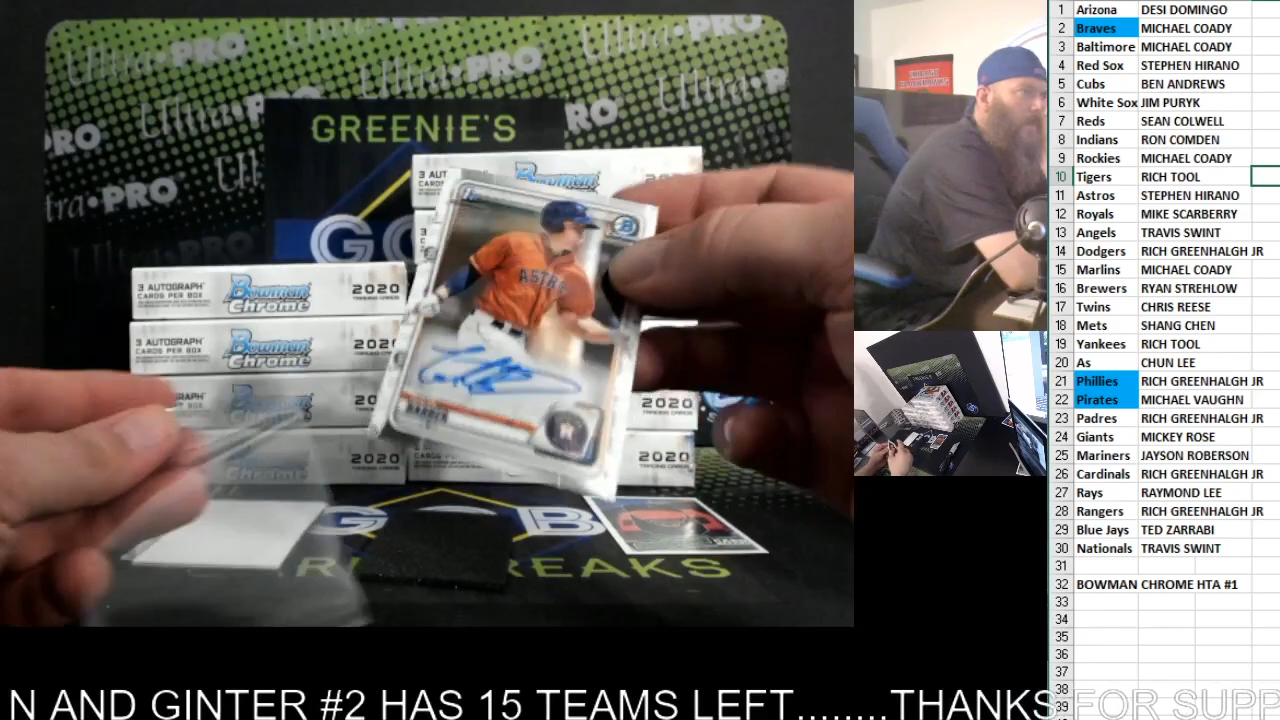 Ultra•PRO
Ultra•PRO
GREENIE'S
3 AUTOGRAPH
CARDS PER BOX
Bowman
Chrome
2020
TRADING CARDS
3 AUTOGRAPH
CARDS PER BOX
Bowman
Chrome
Bowman
ASTRO
BARBER
2020
2020
G B
BREAKS
1 Arizona DESI DOMINGO
2 Braves MICHAEL COADY
3 Baltimore MICHAEL COADY
4 Red Sox STEPHEN HIRANO
5 Cubs BEN ANDREWS
6 White Sox JIM PURYK
7 Reds SEAN COLWELL
8 Indians RON COMDEN
9 Rockies MICHAEL COADY
10 Tigers RICH TOOL
11 Astros STEPHEN HIRANO
12 Royals MIKE SCARBERRY
13 Angels TRAVIS SWINT
14 Dodgers RICH GREENHALGH JR
15 Marlins MICHAEL COADY
16 Brewers RYAN STREHLOW
17 Twins CHRIS REESE
18 Mets SHANG CHEN
19 Yankees RICH TOOL
20 As CHUN LEE
21 Phillies RICH GREENHALGH JR
22 Pirates MICHAEL VAUGHN
23 Padres RICH GREENHALGH JR
24 Giants MICKEY ROSE
25 Mariners JAYSON ROBERSON
26 Cardinals RICH GREENHALGH JR
27 Rays RAYMOND LEE
28 Rangers RICH GREENHALGH JR
29 Blue Jays TED ZARRABI
30 Nationals TRAVIS SWINT
31
32 BOWMAN CHROME HTA #1
33
34
35
36
37
38
39
N AND GINTER #2 HAS 15 TEAMS LEFT........THANKS FOR SUPP